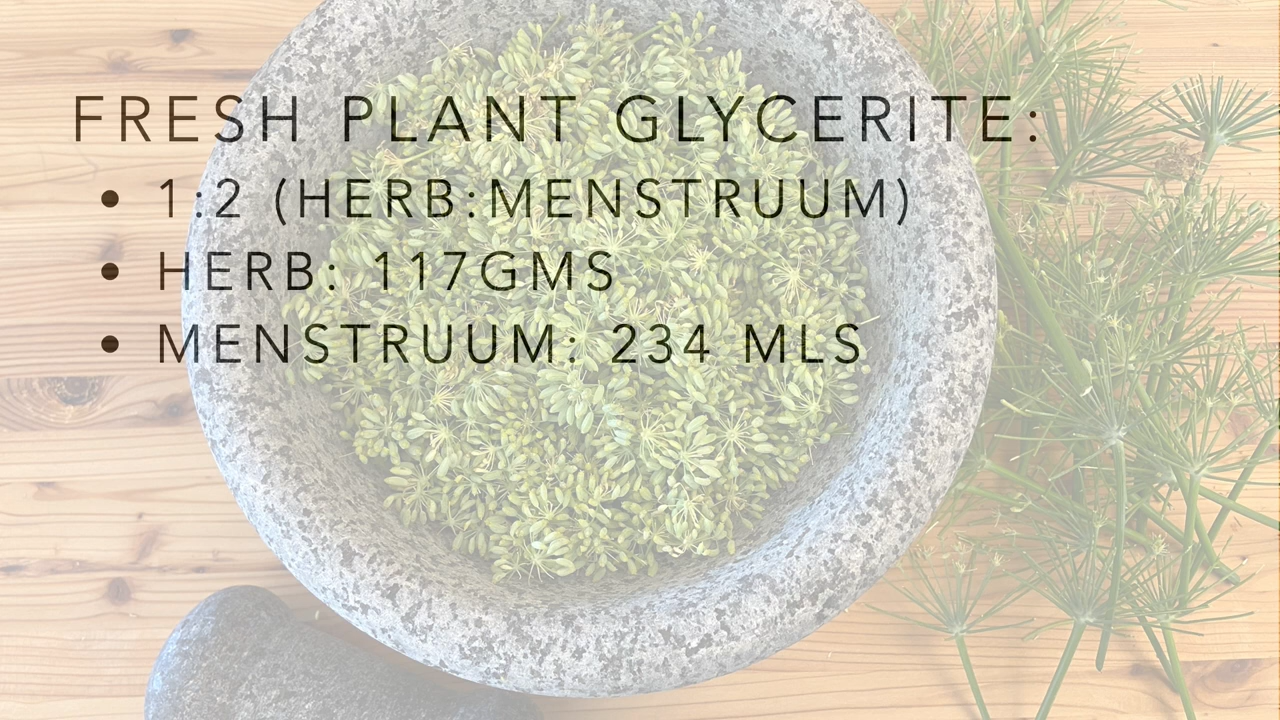 FRESH PLANT GLYCERITE:
• 1:2 (HERB:MENSTRUUM)
• HERB: 117GMS
• MENSTRUUM: 234 MLS